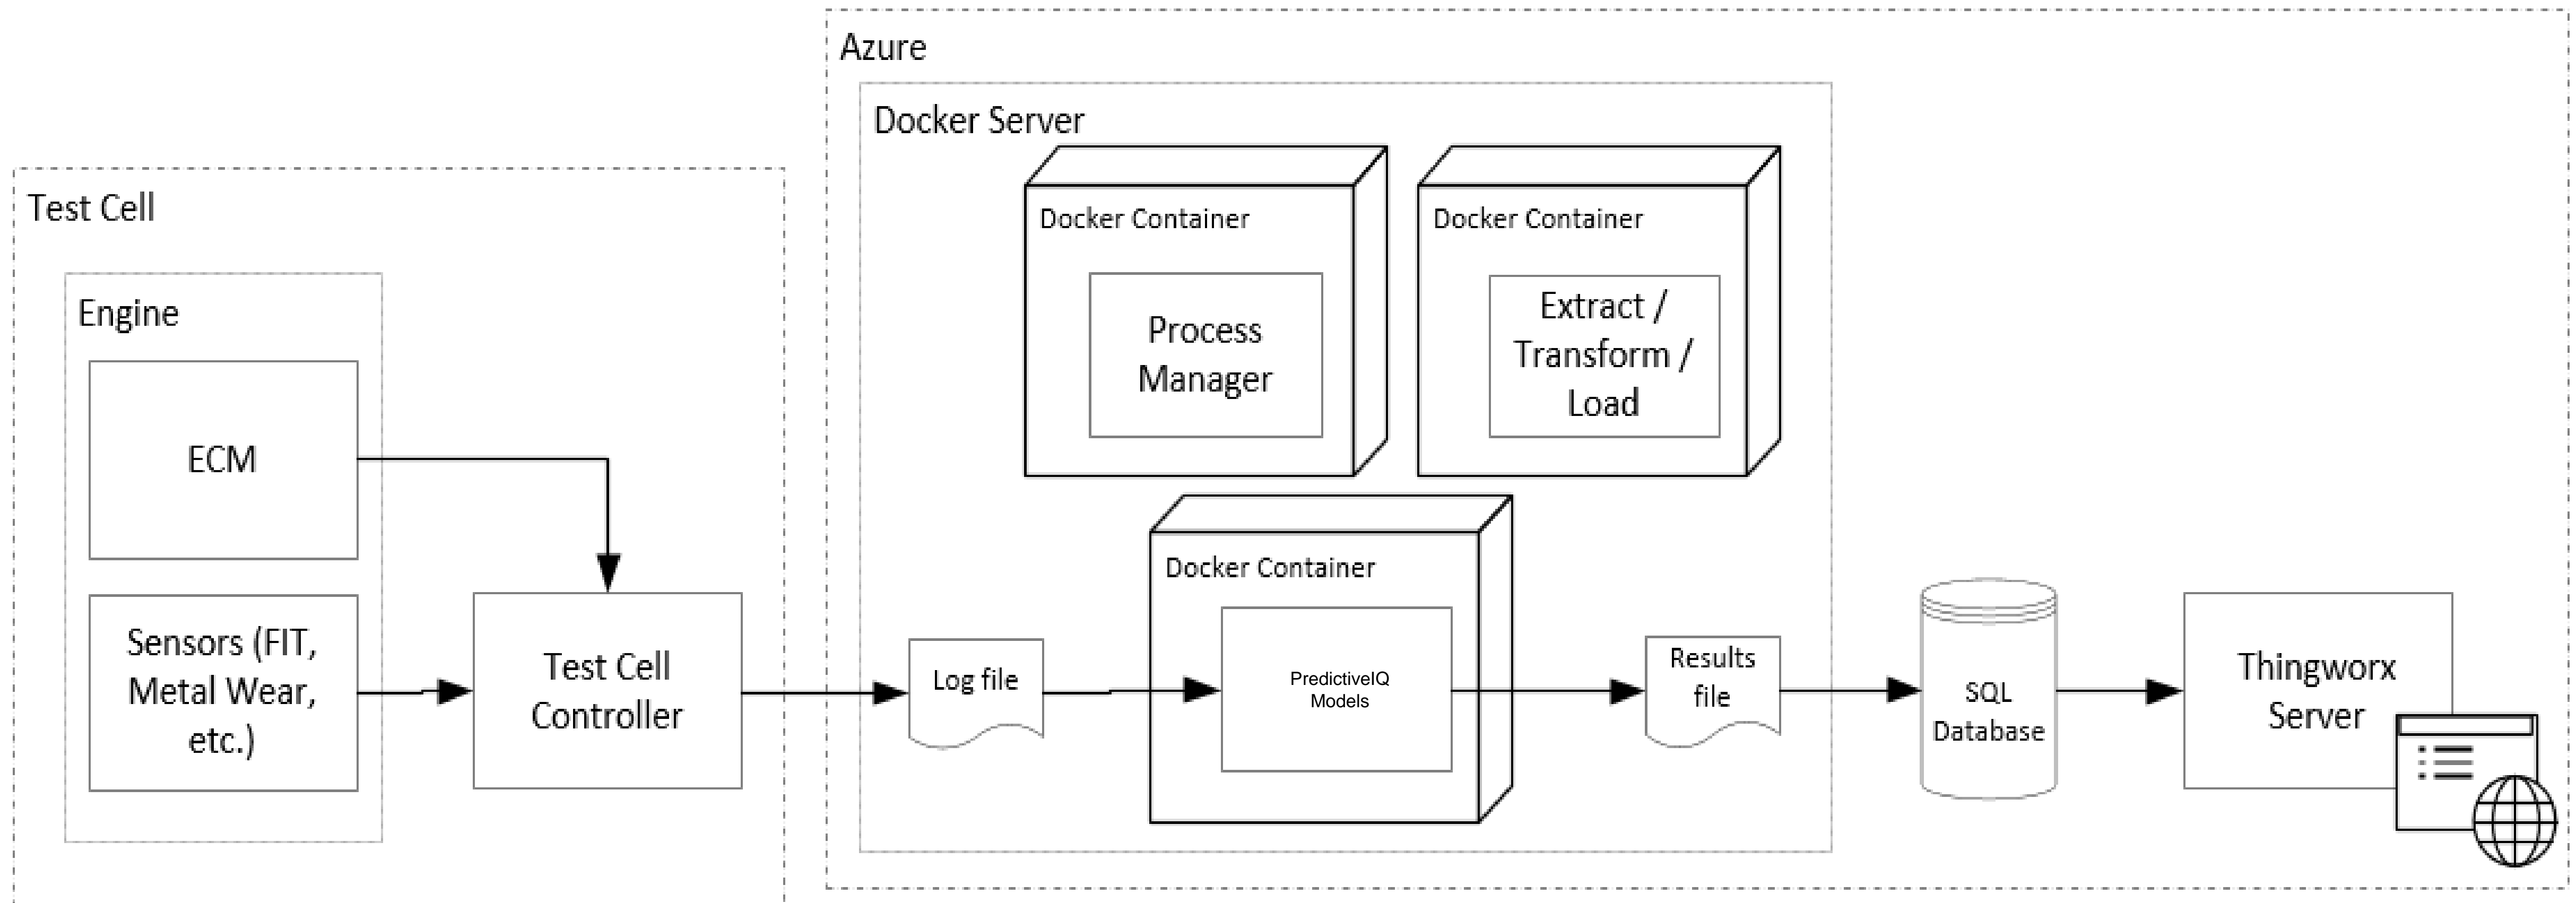 Azure
Docker Server
Test Cell
Docker Container
Docker Container
Engine
Process
Manager
Extract /
Transform /
Load
ECM
Docker Container
Sensors (FIT,
Metal Wear,
etc.)
Test Cell
Controller
Log file
PredictiveIQ
Models
Results
file
SQL
Database
Thingworx
Server